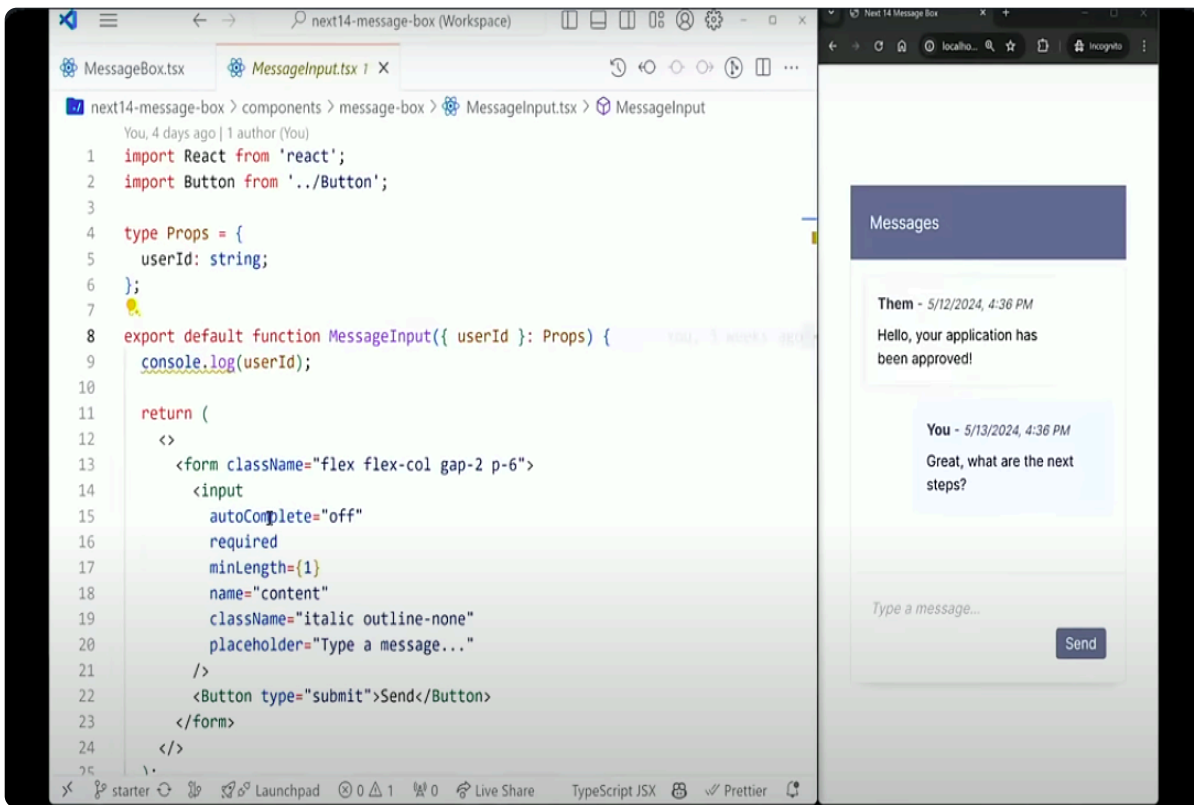 next14-message-box (Workspace)
MessageBox.tsx
MessageInput.tsx 1
next14-message-box > components > message-box > MessageInput.tsx > MessageInput
You, 4 days ago | 1 author (You)
1 import React from 'react';
2 import Button from '../Button';
3
4 type Props = {
5 userId: string;
6 };
7
8 export default function MessageInput({ userId }: Props) {
9 console.log(userId);
10
11 return (
12 <>
13 <form className="flex flex-col gap-2 p-6">
14 <input
15 autoComplete="off"
16 required
17 minLength={1}
18 name="content"
19 className="italic outline-none"
20 placeholder="Type a message..."
21 />
22 <Button type="submit">Send</Button>
23 </form>
24 </>
25 );
starter Launchpad 0 1 0 Live Share TypeScript JSX Prettier
Next 14 Message Box
localho... Incognito
Messages
Them - 5/12/2024, 4:36 PM
Hello, your application has
been approved!
You - 5/13/2024, 4:36 PM
Great, what are the next
steps?
Type a message...
Send